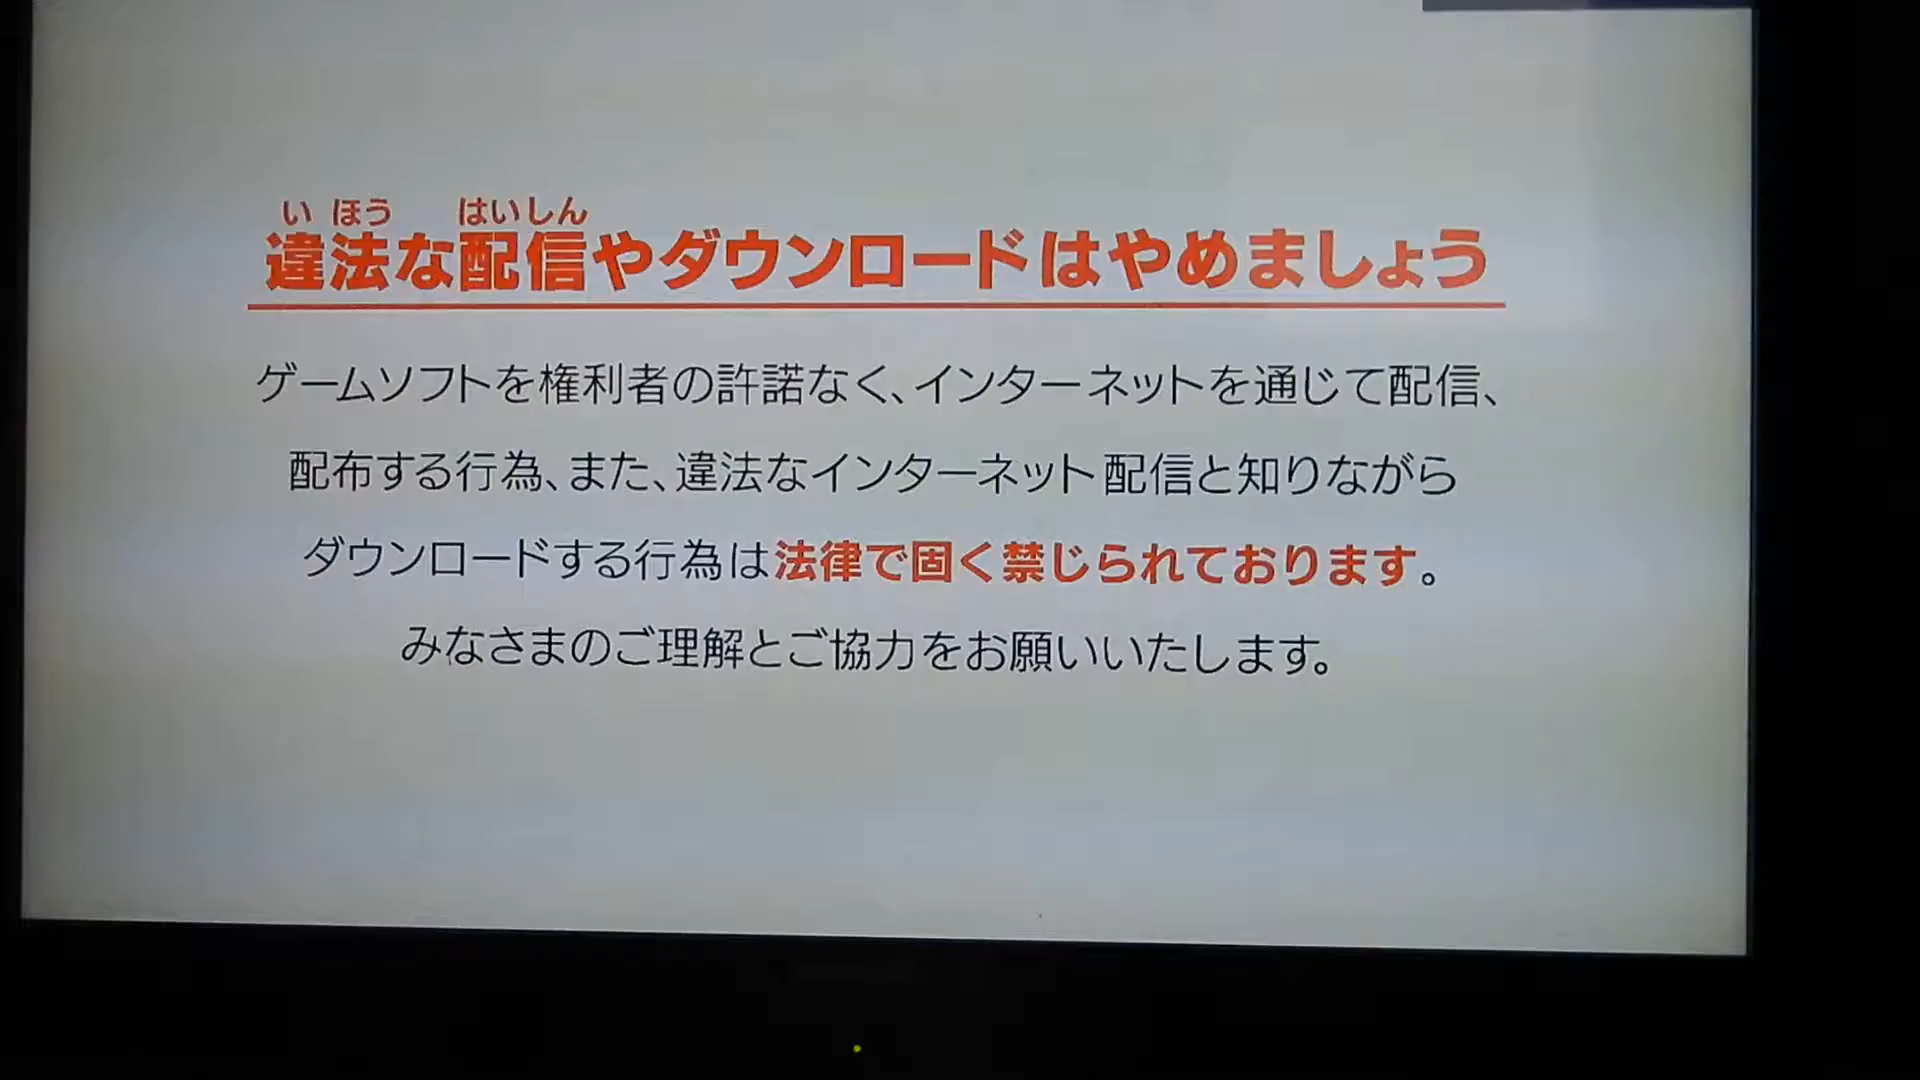 い ほう はいしん
違法な配信やダウンロードはやめましょう
ゲームソフトを権利者の許諾なく、インターネットを通じて配信、
配布する行為、また、違法なインターネット配信と知りながら
ダウンロードする行為は法律で固く禁じられております。
みなさまのご理解とご協力をお願いいたします。